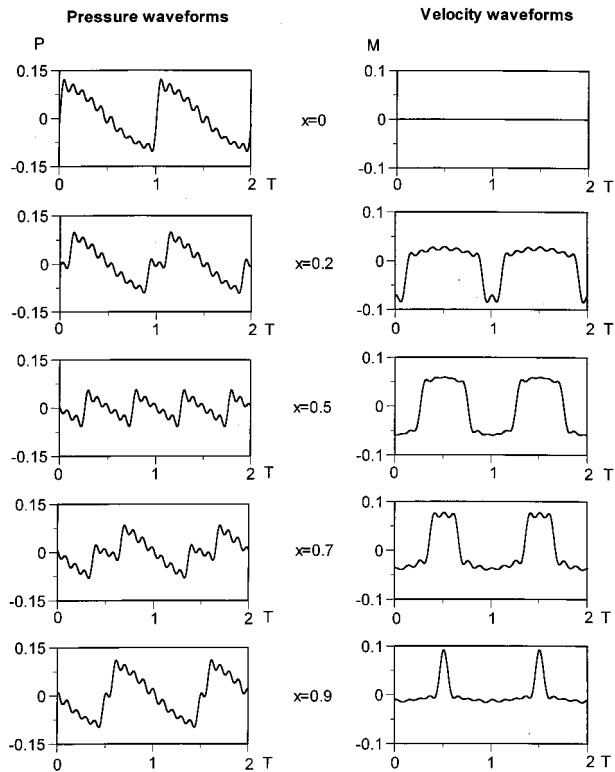 Pressure waveforms Velocity waveforms
P M
0.15 0.1
0 x=0 0
-0.15 -0.1
0 1 2 T 0 1 2 T
0.15 0.1
0 x=0.2 0
-0.15 -0.1
0 1 2 T 0 1 2 T
0.15 0.1
0 x=0.5 0
-0.15 -0.1
0 1 2 T 0 1 2 T
0.15 0.1
0 x=0.7 0
-0.15 -0.1
0 1 2 T 0 1 2 T
0.15 0.1
0 x=0.9 0
-0.15 -0.1
0 1 2 T 0 1 2 T